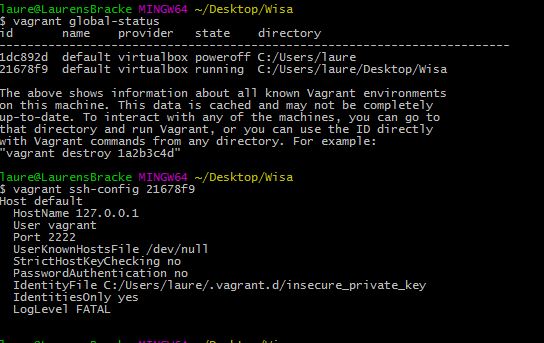 laure@LaurensBracke MINGW64 ~/Desktop/Wisa
$ vagrant global-status
id       name    provider   state    directory
-----------------------------------------------------------------
1dc892d  default virtualbox poweroff C:/Users/laure
21678f9  default virtualbox running  C:/Users/laure/Desktop/Wisa

The above shows information about all known Vagrant environments
on this machine. This data is cached and may not be completely
up-to-date. To interact with any of the machines, you can go to
that directory and run Vagrant, or you can use the ID directly
with Vagrant commands from any directory. For example:
"vagrant destroy 1a2b3c4d"

laure@LaurensBracke MINGW64 ~/Desktop/Wisa
$ vagrant ssh-config 21678f9
Host default
  HostName 127.0.0.1
  User vagrant
  Port 2222
  UserKnownHostsFile /dev/null
  StrictHostKeyChecking no
  PasswordAuthentication no
  IdentityFile C:/Users/laure/.vagrant.d/insecure_private_key
  IdentitiesOnly yes
  LogLevel FATAL

laure@LaurensBracke MINGW64 ~/Desktop/Wisa